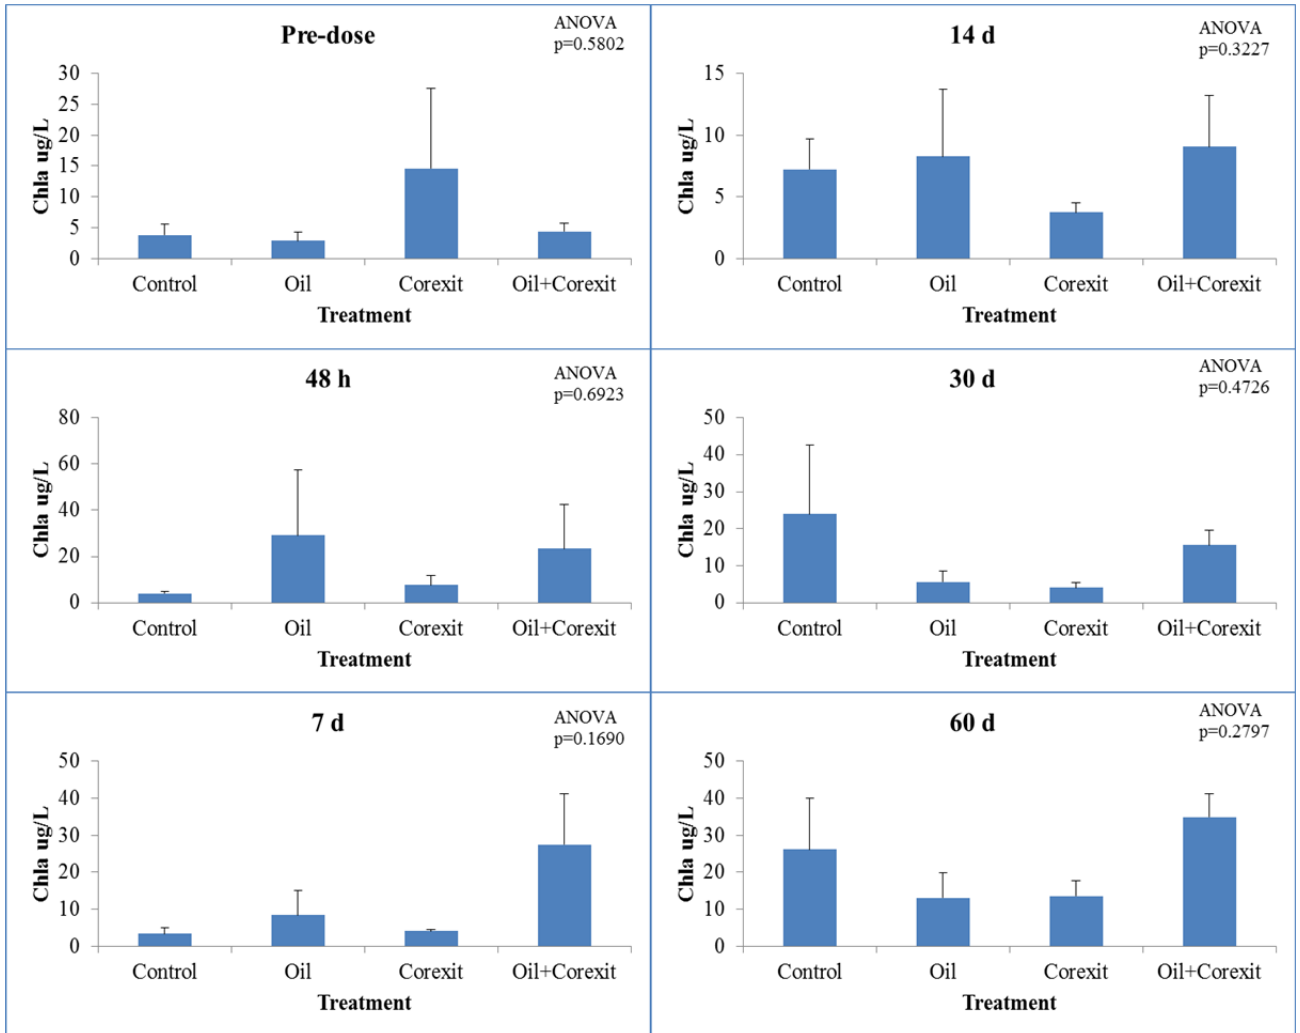 Pre-dose
ANOVA
p=0.5802
Chla ug/L
30
25
20
15
10
5
0
Control Oil Corexit Oil+Corexit
Treatment
14 d
ANOVA
p=0.3227
Chla ug/L
15
10
5
0
Control Oil Corexit Oil+Corexit
Treatment
48 h
ANOVA
p=0.6923
Chla ug/L
80
60
40
20
0
Control Oil Corexit Oil+Corexit
Treatment
30 d
ANOVA
p=0.4726
Chla ug/L
50
40
30
20
10
0
Control Oil Corexit Oil+Corexit
Treatment
7 d
ANOVA
p=0.1690
Chla ug/L
50
40
30
20
10
0
Control Oil Corexit Oil+Corexit
Treatment
60 d
ANOVA
p=0.2797
Chla ug/L
50
40
30
20
10
0
Control Oil Corexit Oil+Corexit
Treatment